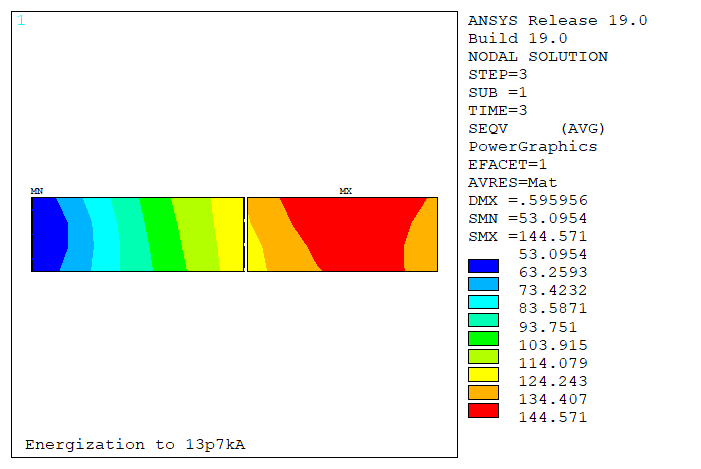 1
ANSYS Release 19.0
Build 19.0
NODAL SOLUTION
STEP=3
SUB =1
TIME=3
SEQV (AVG)
PowerGraphics
EFACET=1
AVRES=Mat
DMX =.595956
SMN =53.0954
SMX =144.571
53.0954
63.2593
73.4232
83.5871
93.751
103.915
114.079
124.243
134.407
144.571
MN
MX
Energization to 13p7kA